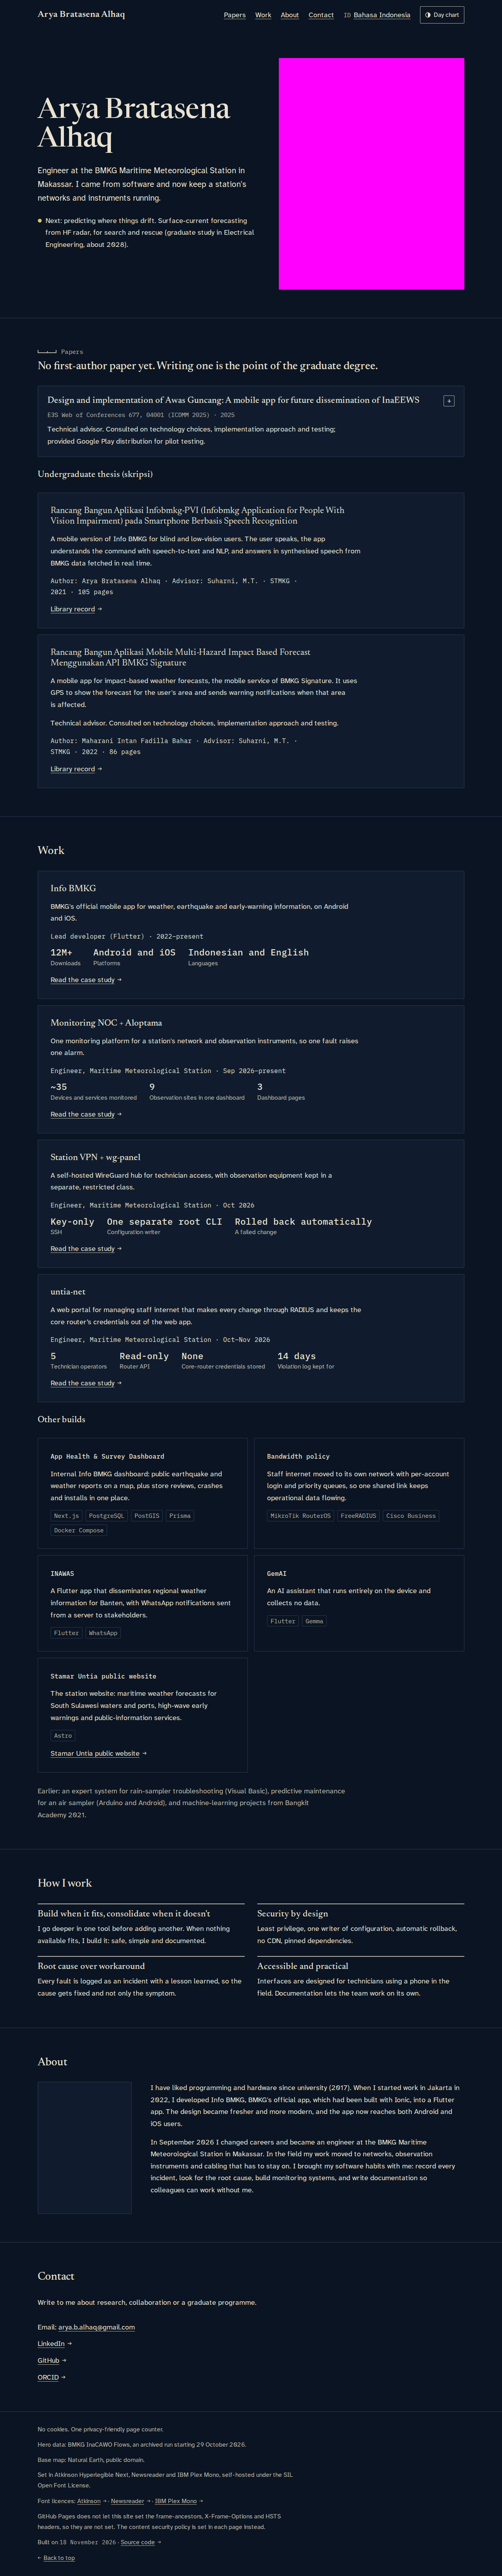 Arya Bratasena Alhaq
Papers Work About Contact ID Bahasa Indonesia Day chart
Arya Bratasena
Alhaq
Engineer at the BMKG Maritime Meteorological Station in
Makassar. I came from software and now keep a station's
networks and instruments running.
Next: predicting where things drift. Surface-current forecasting
from HF radar, for search and rescue (graduate study in Electrical
Engineering, about 2028).
Papers
No first-author paper yet. Writing one is the point of the graduate degree.
Design and implementation of Awas Guncang: A mobile app for future dissemination of InaEEWS +
E3S Web of Conferences 677, 04001 (ICDMM 2025) · 2025
Technical advisor. Consulted on technology choices, implementation approach and testing;
provided Google Play distribution for pilot testing.
Undergraduate thesis (skripsi)
Rancang Bangun Aplikasi Infobmkg-PVI (Infobmkg Application for People With
Vision Impairment) pada Smartphone Berbasis Speech Recognition
A mobile version of Info BMKG for blind and low-vision users. The user speaks, the app
understands the command with speech-to-text and NLP, and answers in synthesised speech from
BMKG data fetched in real time.
Author: Arya Bratasena Alhaq · Advisor: Suharni, M.T. · STMKG ·
2021 · 105 pages
Library record →
Rancang Bangun Aplikasi Mobile Multi-Hazard Impact Based Forecast
Menggunakan API BMKG Signature
A mobile app for impact-based weather forecasts, the mobile service of BMKG Signature. It uses
GPS to show the forecast for the user's area and sends warning notifications when that area
is affected.
Technical advisor. Consulted on technology choices, implementation approach and testing.
Author: Maharani Intan Fadilla Bahar · Advisor: Suharni, M.T. ·
STMKG · 2022 · 86 pages
Library record →
Work
Info BMKG
BMKG's official mobile app for weather, earthquake and early-warning information, on Android
and iOS.
Lead developer (Flutter) · 2022–present
12M+ Android and iOS Indonesian and English
Downloads Platforms Languages
Read the case study →
Monitoring NOC + Aloptama
One monitoring platform for a station's network and observation instruments, so one fault raises
one alarm.
Engineer, Maritime Meteorological Station · Sep 2026–present
~35 9 3
Devices and services monitored Observation sites in one dashboard Dashboard pages
Read the case study →
Station VPN + wg-panel
A self-hosted WireGuard hub for technician access, with observation equipment kept in a
separate, restricted class.
Engineer, Maritime Meteorological Station · Oct 2026
Key-only One separate root CLI Rolled back automatically
SSH Configuration writer A failed change
Read the case study →
untia-net
A web portal for managing staff internet that makes every change through RADIUS and keeps the
core router's credentials out of the web app.
Engineer, Maritime Meteorological Station · Oct–Nov 2026
5 Read-only None 14 days
Technician operators Router API Core-router credentials stored Violation log kept for
Read the case study →
Other builds
App Health & Survey Dashboard
Internal Info BMKG dashboard: public earthquake and
weather reports on a map, plus store reviews, crashes
and installs in one place.
Next.js PostgreSQL PostGIS Prisma
Docker Compose
Bandwidth policy
Staff internet moved to its own network with per-account
login and priority queues, so one shared link keeps
operational data flowing.
MikroTik RouterOS FreeRADIUS Cisco Business
INAWAS
A Flutter app that disseminates regional weather
information for Banten, with WhatsApp notifications sent
from a server to stakeholders.
Flutter WhatsApp
GemAI
An AI assistant that runs entirely on the device and
collects no data.
Flutter Gemma
Stamar Untia public website
The station website: maritime weather forecasts for
South Sulawesi waters and ports, high-wave early
warnings and public-information services.
Astro
Stamar Untia public website →
Earlier: an expert system for rain-sampler troubleshooting (Visual Basic), predictive maintenance
for an air sampler (Arduino and Android), and machine-learning projects from Bangkit
Academy 2021.
How I work
Build when it fits, consolidate when it doesn't
I go deeper in one tool before adding another. When nothing
available fits, I build it: safe, simple and documented.
Security by design
Least privilege, one writer of configuration, automatic rollback,
no CDN, pinned dependencies.
Root cause over workaround
Every fault is logged as an incident with a lesson learned, so the
cause gets fixed and not only the symptom.
Accessible and practical
Interfaces are designed for technicians using a phone in the
field. Documentation lets the team work on its own.
About
I have liked programming and hardware since university (2017). When I started work in Jakarta in
2022, I developed Info BMKG, BMKG's official app, which had been built with Ionic, into a Flutter
app. The design became fresher and more modern, and the app now reaches both Android and
iOS users.
In September 2026 I changed careers and became an engineer at the BMKG Maritime
Meteorological Station in Makassar. In the field my work moved to networks, observation
instruments and cabling that has to stay on. I brought my software habits with me: record every
incident, look for the root cause, build monitoring systems, and write documentation so
colleagues can work without me.
Contact
Write to me about research, collaboration or a graduate programme.
Email: arya.b.alhaq@gmail.com
LinkedIn →
GitHub →
ORCID →
No cookies. One privacy-friendly page counter.
Hero data: BMKG InaCAWO Flows, an archived run starting 29 October 2026.
Base map: Natural Earth, public domain.
Set in Atkinson Hyperlegible Next, Newsreader and IBM Plex Mono, self-hosted under the SIL
Open Font License.
Font licences: Atkinson → · Newsreader → · IBM Plex Mono →
GitHub Pages does not let this site set the frame-ancestors, X-Frame-Options and HSTS
headers, so they are not set. The content security policy is set in each page instead.
Built on 18 November 2026 · Source code →
← Back to top